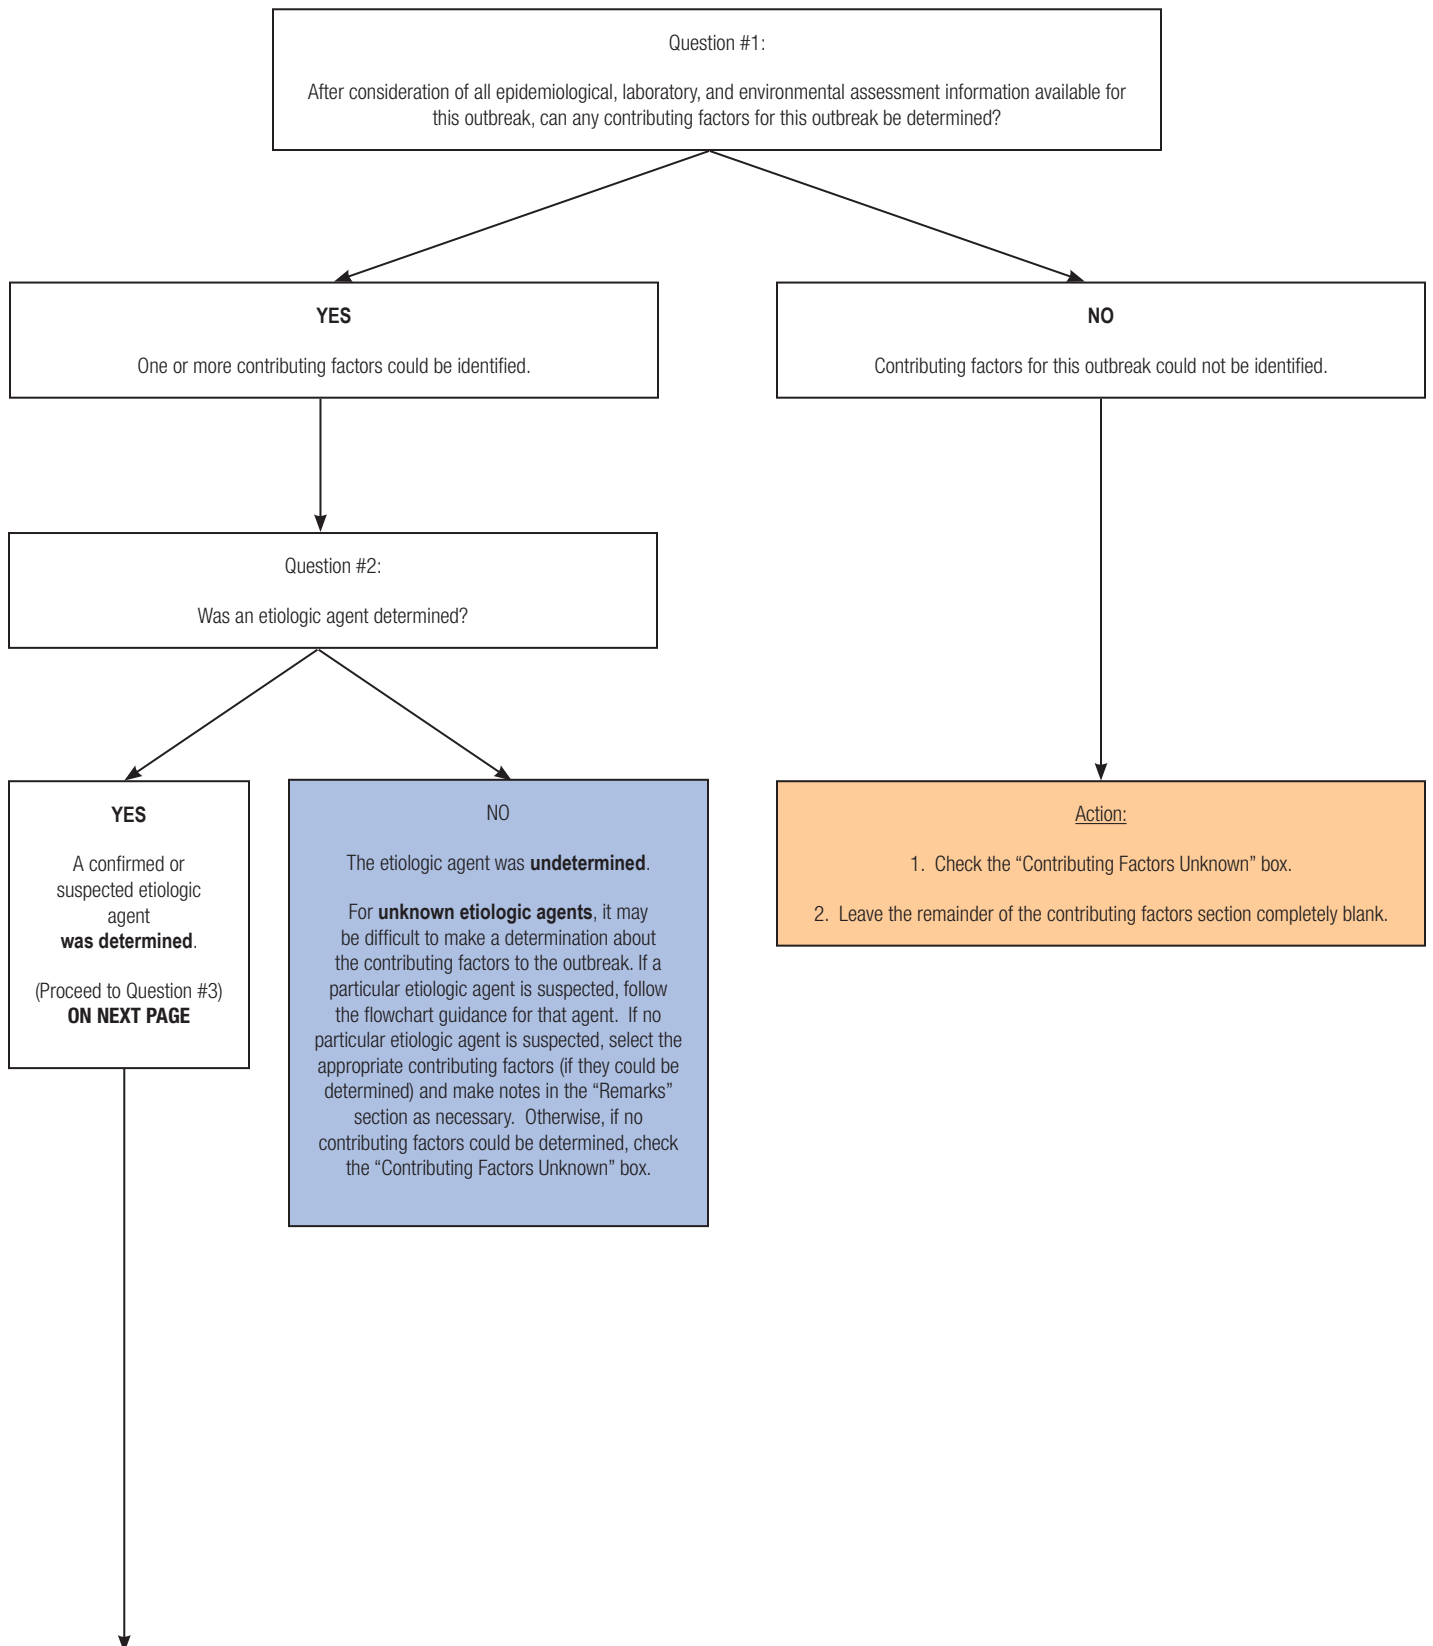 Question #1:
After consideration of all epidemiological, laboratory, and environmental assessment information available for
this outbreak, can any contributing factors for this outbreak be determined?
YES
One or more contributing factors could be identified.
NO
Contributing factors for this outbreak could not be identified.
Question #2:
Was an etiologic agent determined?
YES
A confirmed or
suspected etiologic
agent
was determined.
(Proceed to Question #3)
ON NEXT PAGE
NO
The etiologic agent was undetermined.
For unknown etiologic agents, it may
be difficult to make a determination about
the contributing factors to the outbreak. If a
particular etiologic agent is suspected, follow
the flowchart guidance for that agent.  If no
particular etiologic agent is suspected, select the
appropriate contributing factors (if they could be
determined) and make notes in the “Remarks”
section as necessary.  Otherwise, if no
contributing factors could be determined, check
the “Contributing Factors Unknown” box.
Action:
1.  Check the “Contributing Factors Unknown” box.
2.  Leave the remainder of the contributing factors section completely blank.